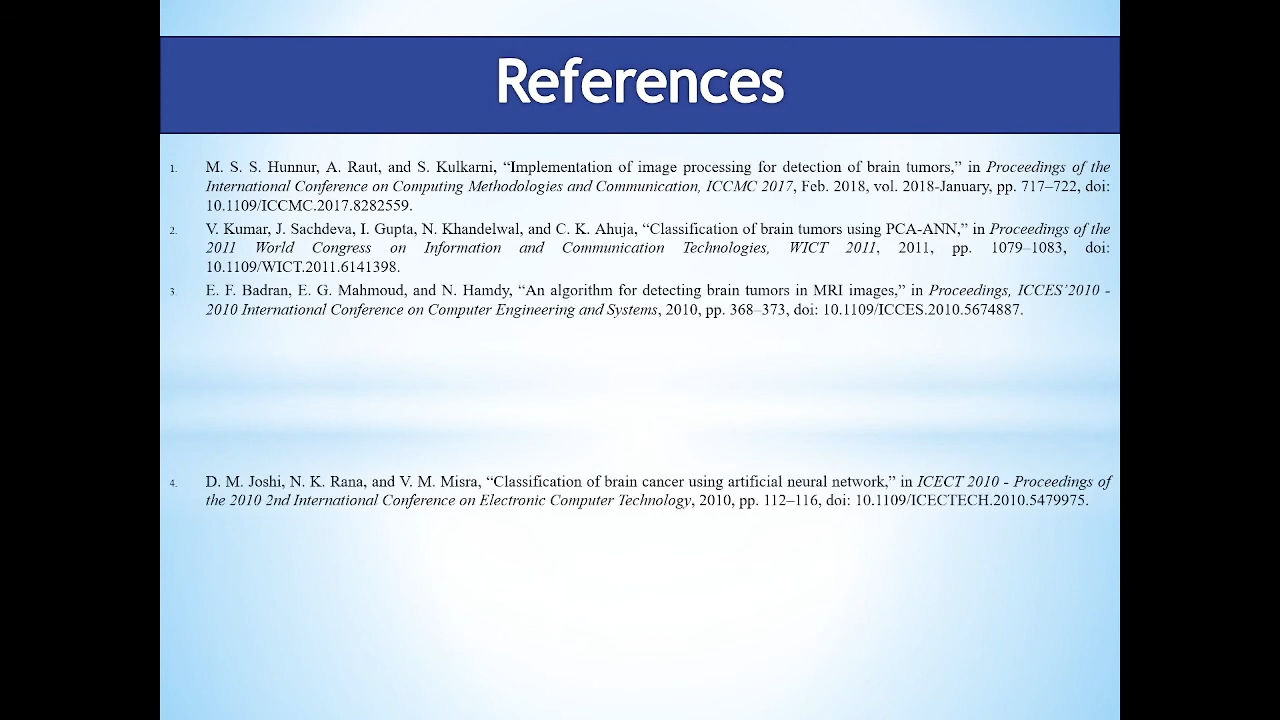 References
1. M. S. S. Hunnur, A. Raut, and S. Kulkarni, “Implementation of image processing for detection of brain tumors,” in Proceedings of the
International Conference on Computing Methodologies and Communication, ICCMC 2017, Feb. 2018, vol. 2018-January, pp. 717–722, doi:
10.1109/ICCMC.2017.8282559.
2. V. Kumar, J. Sachdeva, I. Gupta, N. Khandelwal, and C. K. Ahuja, “Classification of brain tumors using PCA-ANN,” in Proceedings of the
2011 World Congress on Information and Communication Technologies, WICT 2011, 2011, pp. 1079–1083, doi:
10.1109/WICT.2011.6141398.
3. E. F. Badran, E. G. Mahmoud, and N. Hamdy, “An algorithm for detecting brain tumors in MRI images,” in Proceedings, ICCES’2010 -
2010 International Conference on Computer Engineering and Systems, 2010, pp. 368–373, doi: 10.1109/ICCES.2010.5674887.
4. D. M. Joshi, N. K. Rana, and V. M. Misra, “Classification of brain cancer using artificial neural network,” in ICECT 2010 - Proceedings of
the 2010 2nd International Conference on Electronic Computer Technology, 2010, pp. 112–116, doi: 10.1109/ICECTECH.2010.5479975.